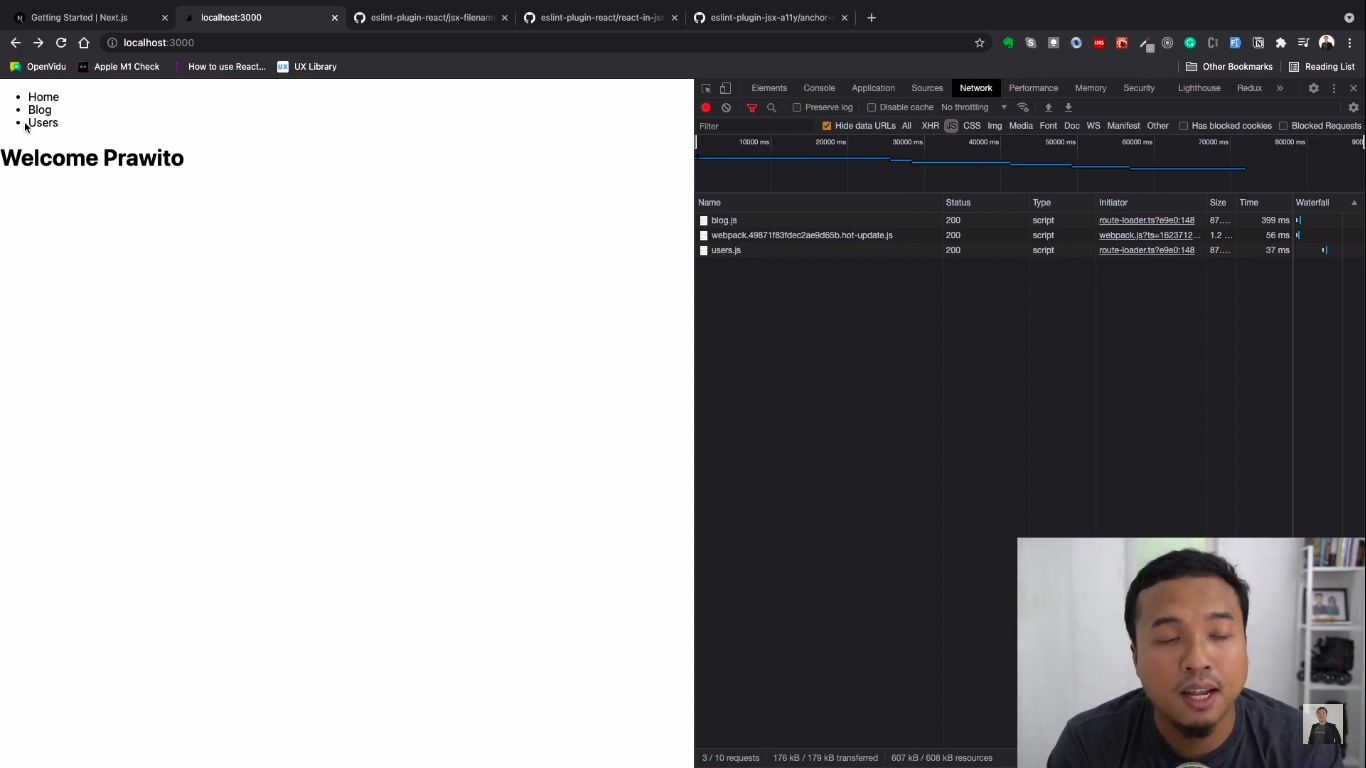 Getting Started | Next.js
localhost:3000
eslint-plugin-react/jsx-filenam
eslint-plugin-react/react-in-jsx
eslint-plugin-jsx-a11y/anchor-
localhost:3000
OpenVidu
Apple M1 Check
How to use React...
UX Library
Other Bookmarks
Reading List
Home
Blog
Users
Welcome Prawito
Elements Console Application Sources Network Performance Memory Security Lighthouse Redux »
Preserve log Disable cache No throttling
Filter Hide data URLs All XHR JS CSS Img Media Font Doc WS Manifest Other Has blocked cookies Blocked Requests
10000 ms 20000 ms 30000 ms 40000 ms 50000 ms 60000 ms 70000 ms 80000 ms 900
Name Status Type Initiator Size Time Waterfall
blog.js 200 script route-loader.ts?e9e0:148 87.... 399 ms
webpack.49871f83fdec2ae9d65b.hot-update.js 200 script webpack.js?ts=1623712... 1.2 ... 56 ms
users.js 200 script route-loader.ts?e9e0:148 87.... 37 ms
3 / 10 requests 176 kB / 179 kB transferred 607 kB / 608 kB resources